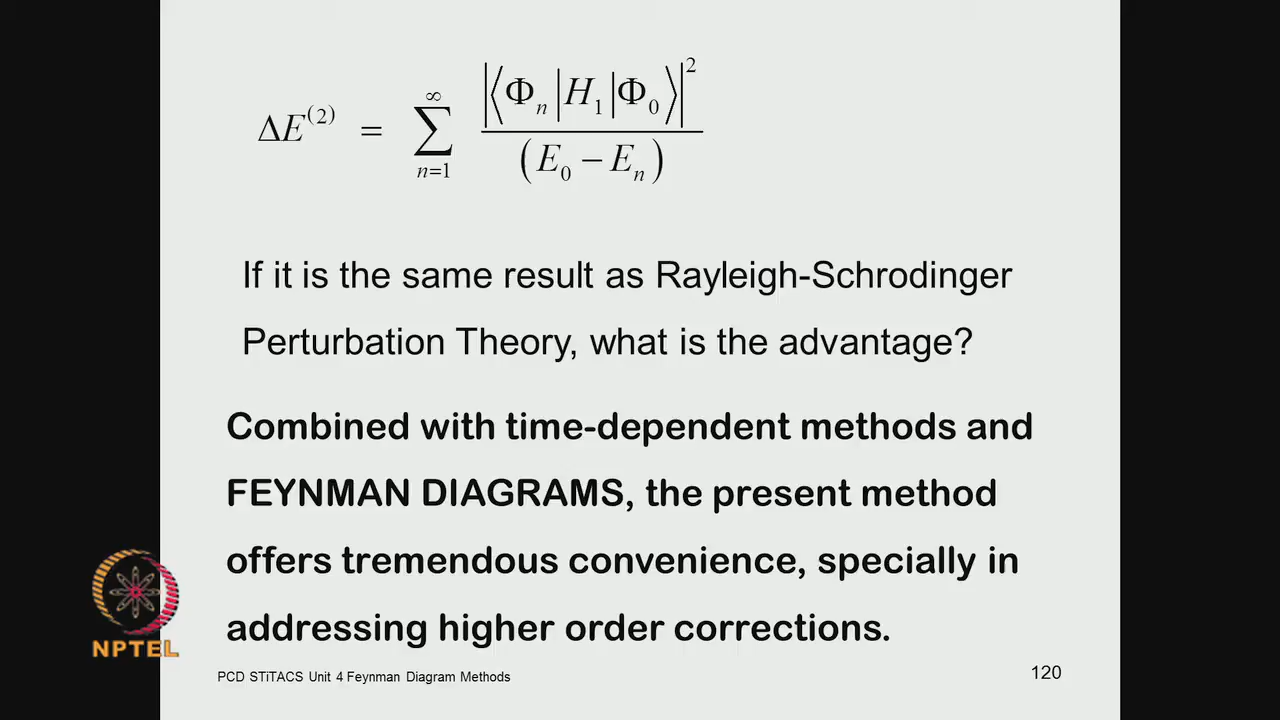 ΔE^(2) = ∑_{n=1}^{∞} |⟨Φ_n|H_1|Φ_0⟩|^2 / (E_0 − E_n)
If it is the same result as Rayleigh-Schrodinger
Perturbation Theory, what is the advantage?
Combined with time-dependent methods and
FEYNMAN DIAGRAMS, the present method
offers tremendous convenience, specially in
addressing higher order corrections.
NPTEL
PCD STiTACS Unit 4 Feynman Diagram Methods
120